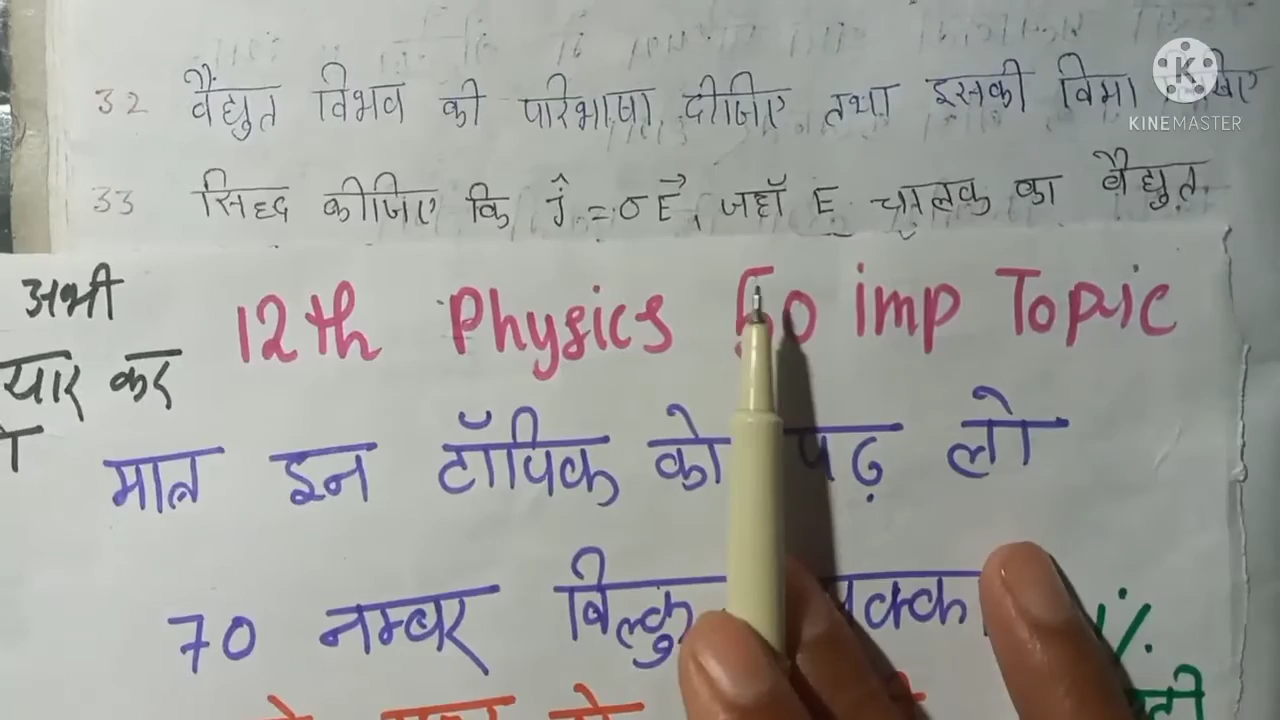 32 वैद्युत विभव की परिभाषा दीजिए तथा इसकी विमा
KINEMASTER
33 सिद्द कीजिए कि ĵ = σE⃗, जहाँ E चालक का वैद्युत
अभी
12th Physics 50 imp Topic
यार कर
मात्र इन टॉपिक को पढ़ लो
70 नम्बर